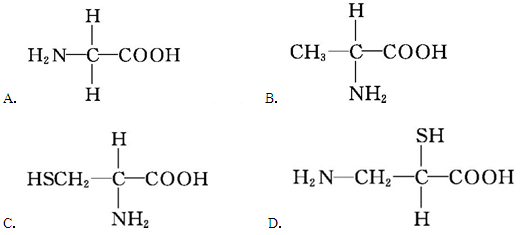 H
H₂N—C—COOH
H
A.
H
CH₃—C—COOH
NH₂
B.
H
HSCH₂—C—COOH
NH₂
C.
SH
H₂N—CH₂—C—COOH
H
D.